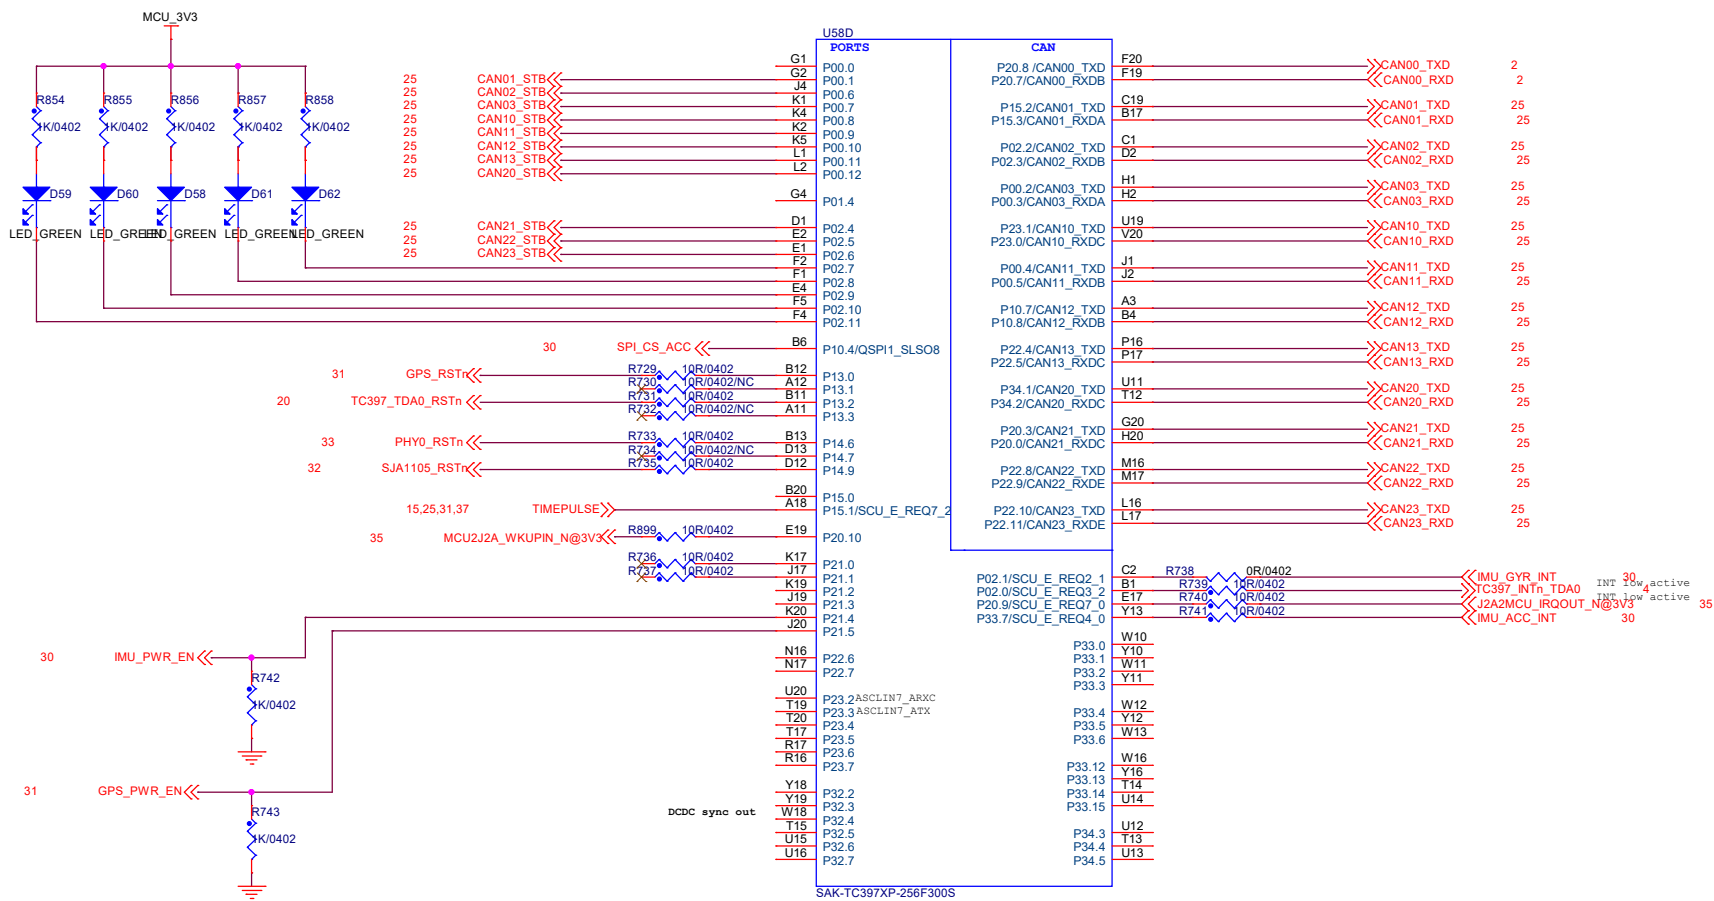 MCU_3V3
R854 R855 R856 R857 R858
1K/0402 1K/0402 1K/0402 1K/0402 1K/0402
D59 D60 D58 D61 D62
LED_GREEN LED_GREEN LED_GREEN LED_GREEN LED_GREEN
U58D
PORTS
CAN
G1 P00.0
25 CAN01_STB G2 P00.1
25 CAN02_STB J4 P00.6
25 CAN03_STB K1 P00.7
25 CAN10_STB K4 P00.8
25 CAN11_STB K2 P00.9
25 CAN12_STB K5 P00.10
25 CAN13_STB L1 P00.11
25 CAN20_STB L2 P00.12
G4 P01.4
25 CAN21_STB D1 P02.4
25 CAN22_STB E2 P02.5
25 CAN23_STB E1 P02.6
F2 P02.7
F1 P02.8
E4 P02.9
F5 P02.10
F4 P02.11
30 SPI_CS_ACC B6 P10.4/QSPI1_SLSO8
31 GPS_RSTn R729 10R/0402 B12 P13.0
R730 10R/0402/NC A12 P13.1
20 TC397_TDA0_RSTn R731 10R/0402 B11 P13.2
R732 10R/0402/NC A11 P13.3
33 PHY0_RSTn R733 10R/0402 B13 P14.6
R734 10R/0402/NC D13 P14.7
32 SJA1105_RSTn R735 10R/0402 D12 P14.9
B20 P15.0
15,25,31,37 TIMEPULSE A18 P15.1/SCU_E_REQ7_2
35 MCU2J2A_WKUPIN_N@3V3 R899 10R/0402 E19 P20.10
R736 10R/0402 K17 P21.0
R737 10R/0402 J17 P21.1
K19 P21.2
J19 P21.3
K20 P21.4
J20 P21.5
30 IMU_PWR_EN
R742
1K/0402
N16 P22.6
N17 P22.7
U20 P23.2 ASCLIN7_ARXC
T19 P23.3 ASCLIN7_ATX
T20 P23.4
T17 P23.5
R17 P23.6
R16 P23.7
31 GPS_PWR_EN
R743
1K/0402
Y18 P32.2
Y19 P32.3
DCDC sync out W18 P32.4
T15 P32.5
U15 P32.6
U16 P32.7
P20.8/CAN00_TXD F20 CAN00_TXD 2
P20.7/CAN00_RXDB F19 CAN00_RXD 2
P15.2/CAN01_TXD C19 CAN01_TXD 25
P15.3/CAN01_RXDA B17 CAN01_RXD 25
P02.2/CAN02_TXD C1 CAN02_TXD 25
P02.3/CAN02_RXDB D2 CAN02_RXD 25
P00.2/CAN03_TXD H1 CAN03_TXD 25
P00.3/CAN03_RXDA H2 CAN03_RXD 25
P23.1/CAN10_TXD U19 CAN10_TXD 25
P23.0/CAN10_RXDC V20 CAN10_RXD 25
P00.4/CAN11_TXD J1 CAN11_TXD 25
P00.5/CAN11_RXDB J2 CAN11_RXD 25
P10.7/CAN12_TXD A3 CAN12_TXD 25
P10.8/CAN12_RXDB B4 CAN12_RXD 25
P22.4/CAN13_TXD P16 CAN13_TXD 25
P22.5/CAN13_RXDC P17 CAN13_RXD 25
P34.1/CAN20_TXD U11 CAN20_TXD 25
P34.2/CAN20_RXDC T12 CAN20_RXD 25
P20.3/CAN21_TXD G20 CAN21_TXD 25
P20.0/CAN21_RXDC H20 CAN21_RXD 25
P22.8/CAN22_TXD M16 CAN22_TXD 25
P22.9/CAN22_RXDE M17 CAN22_RXD 25
P22.10/CAN23_TXD L16 CAN23_TXD 25
P22.11/CAN23_RXDE L17 CAN23_RXD 25
P02.1/SCU_E_REQ2_1 C2 R738 0R/0402 IMU_GYR_INT 30
P02.0/SCU_E_REQ3_2 B1 R739 10R/0402 TC397_INTn_TDA0 4 INT low active
P20.9/SCU_E_REQ7_0 E17 R740 10R/0402 J2A2MCU_IRQOUT_N@3V3 35 INT low active
P33.7/SCU_E_REQ4_0 Y13 R741 10R/0402 IMU_ACC_INT 30
P33.0 W10
P33.1 Y10
P33.2 W11
P33.3 Y11
P33.4 W12
P33.5 Y12
P33.6 W13
P33.12 W16
P33.13 Y16
P33.14 T14
P33.15 U14
P34.3 U12
P34.4 T13
P34.5 U13
SAK-TC397XP-256F300S